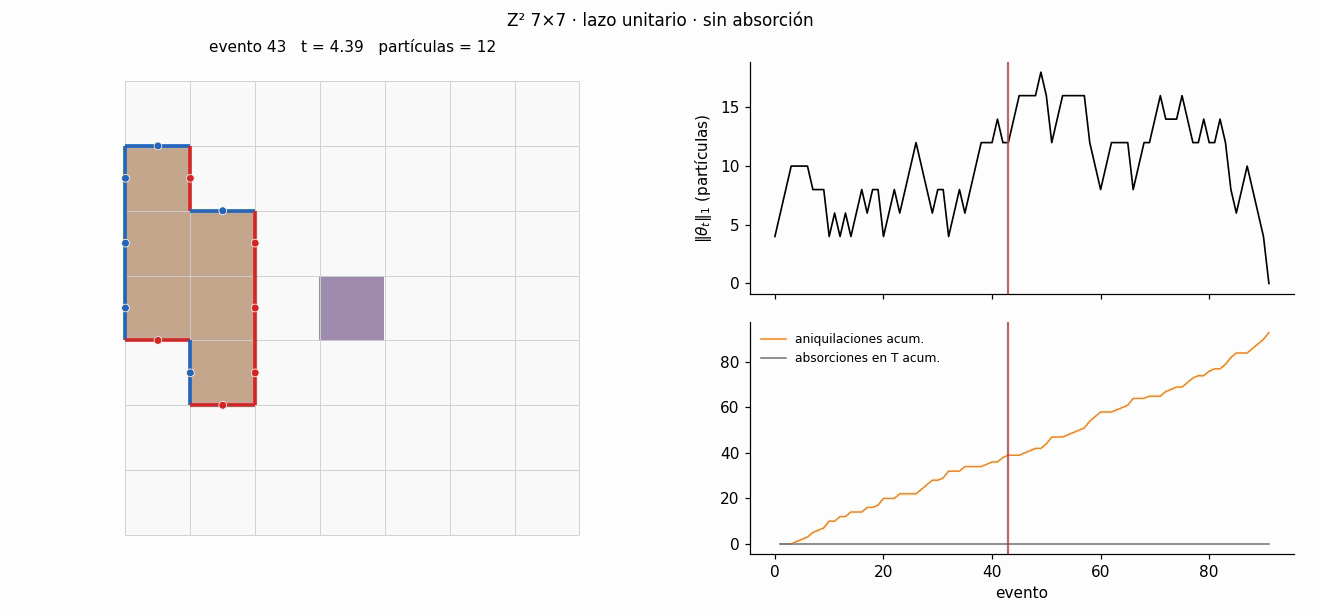 Z² 7×7 · lazo unitario · sin absorción
evento 43 t = 4.39 partículas = 12
‖θt‖1 (partículas)
15
10
5
0
aniquilaciones acum.
absorciones en T acum.
80
60
40
20
0
0 20 40 60 80
evento